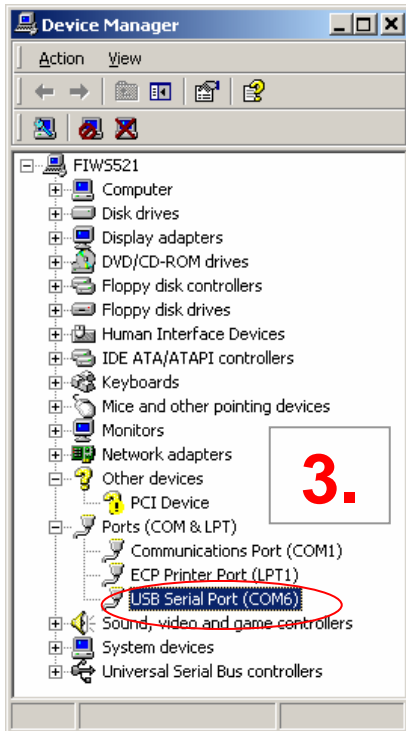 Device Manager
Action View
FIWS521
Computer
Disk drives
Display adapters
DVD/CD-ROM drives
Floppy disk controllers
Floppy disk drives
Human Interface Devices
IDE ATA/ATAPI controllers
Keyboards
Mice and other pointing devices
Monitors
Network adapters
Other devices
PCI Device
3.
Ports (COM & LPT)
Communications Port (COM1)
ECP Printer Port (LPT1)
USB Serial Port (COM6)
Sound, video and game controllers
System devices
Universal Serial Bus controllers